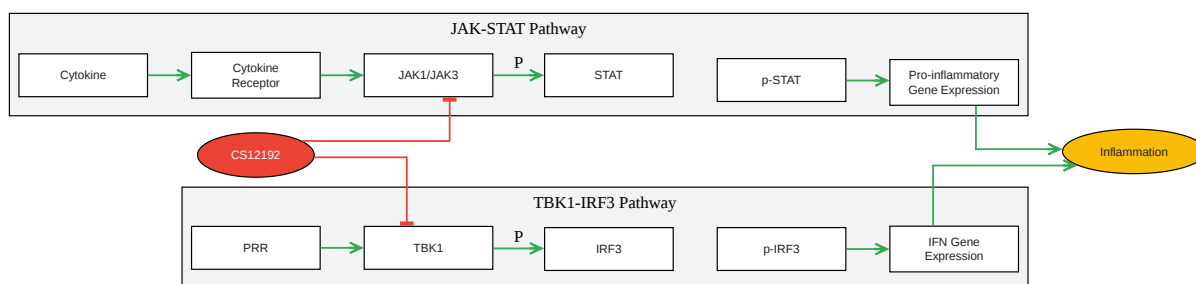 JAK-STAT Pathway
Cytokine
Cytokine
Receptor
JAK1/JAK3
P
STAT
p-STAT
Pro-inflammatory
Gene Expression
CS12192
Inflammation
TBK1-IRF3 Pathway
PRR
TBK1
P
IRF3
p-IRF3
IFN Gene
Expression